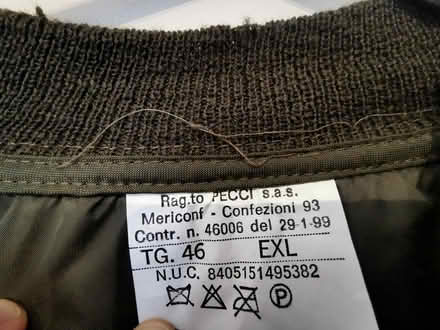 Rag.to PECCI s.a.s.
Mericonf - Confezioni 93
Contr. n. 46006 del 29-1-99
TG. 46 EXL
N.U.C. 8405151495382
P